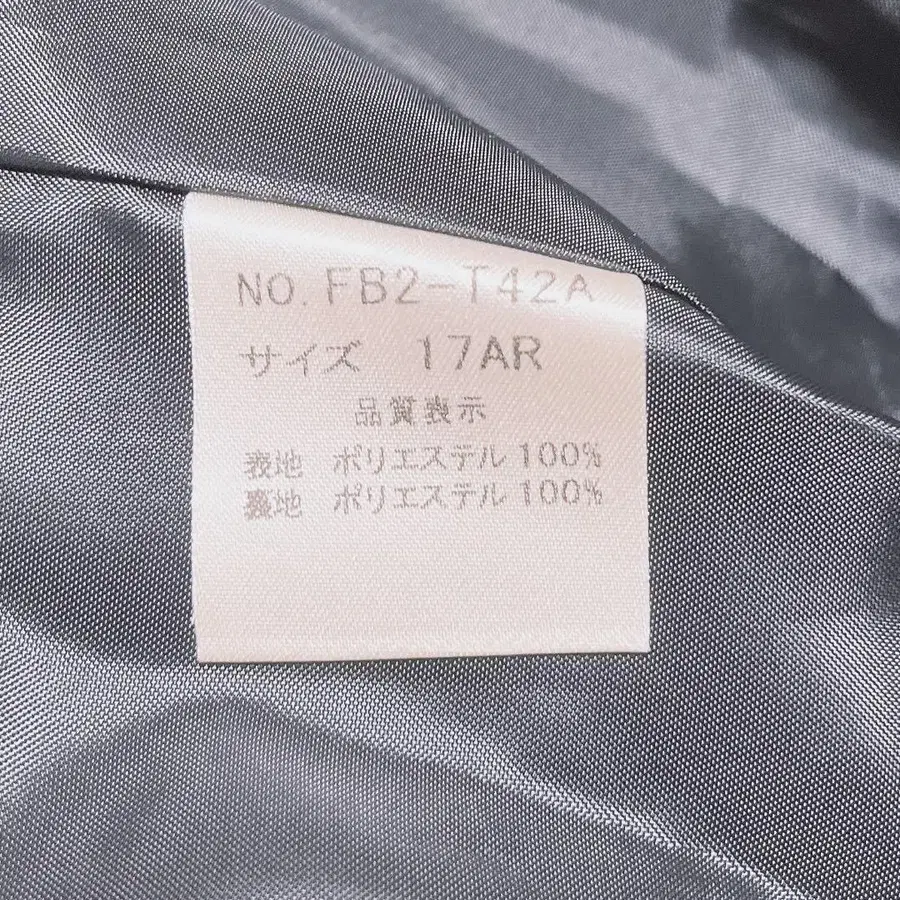 NO. FB2-T42A
サイズ 17AR
品質表示
表地 ポリエステル 100%
裏地 ポリエステル 100%